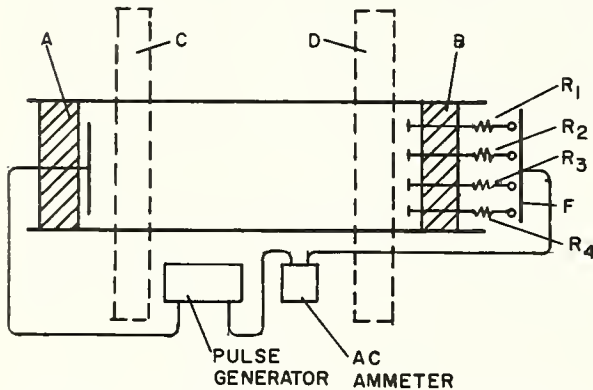 A
C
D
B
R1
R2
R3
F
R4
PULSE
GENERATOR
AC
AMMETER